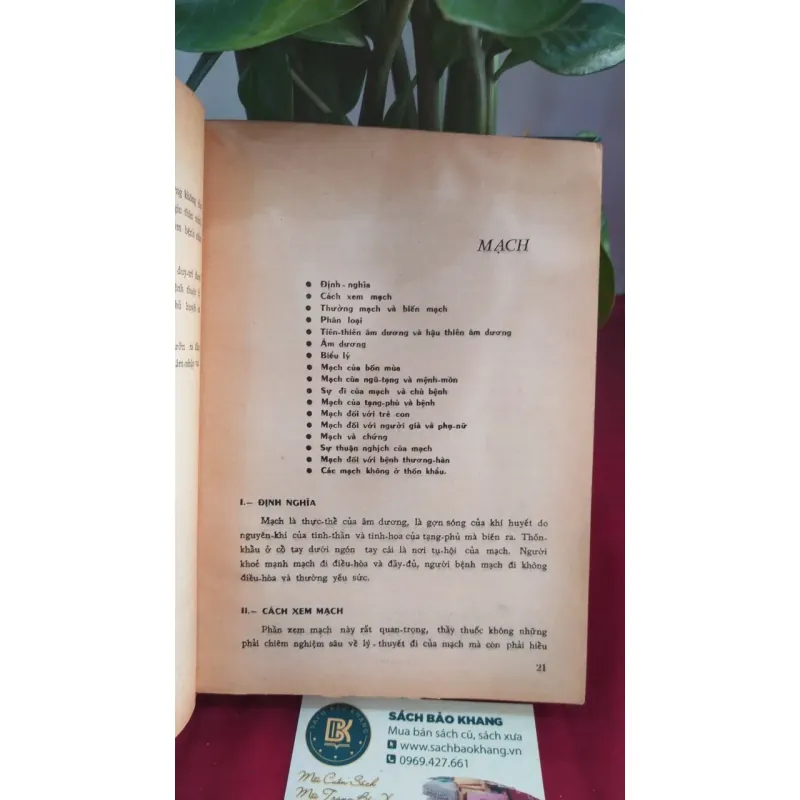 MẠCH
Định-nghĩa
Cách xem mạch
Thường mạch và biến mạch
Phân loại
Tiên-thiên âm dương và hậu thiên âm dương
Âm dương
Biểu lý
Mạch của bốn mùa
Mạch của ngũ-tạng và mệnh-môn
Sự đi của mạch và chủ bệnh
Mạch của tạng-phủ và bệnh
Mạch đối với trẻ con
Mạch đối với người già và phụ-nữ
Mạch và chứng
Sự thuận nghịch của mạch
Mạch đối với bệnh thương-hàn
Các mạch không ở thốn khẩu.
I.— ĐỊNH NGHĨA
Mạch là thực-thể của âm dương, là gợn sóng của khí huyết do
nguyên-khí của tinh-thần và tinh-hoa của tạng-phủ mà biến ra. Thốn-
khẩu ở cổ tay dưới ngón tay cái là nơi tụ-hội của mạch. Người
khoẻ mạnh mạch đi điều-hòa và đầy-đủ, người bệnh mạch đi không
điều-hòa và thường yếu sức.
II.— CÁCH XEM MẠCH
Phần xem mạch này rất quan-trọng, thầy thuốc không những
phải chiêm nghiệm sâu về lý-thuyết đi của mạch mà còn phải hiểu
21
SÁCH BẢO KHANG
BK
SÁCH BẢO KHANG
Mua bán sách cũ, sách xưa
www.sachbaokhang.vn
0969.427.661
Mỗi Cuốn Sách